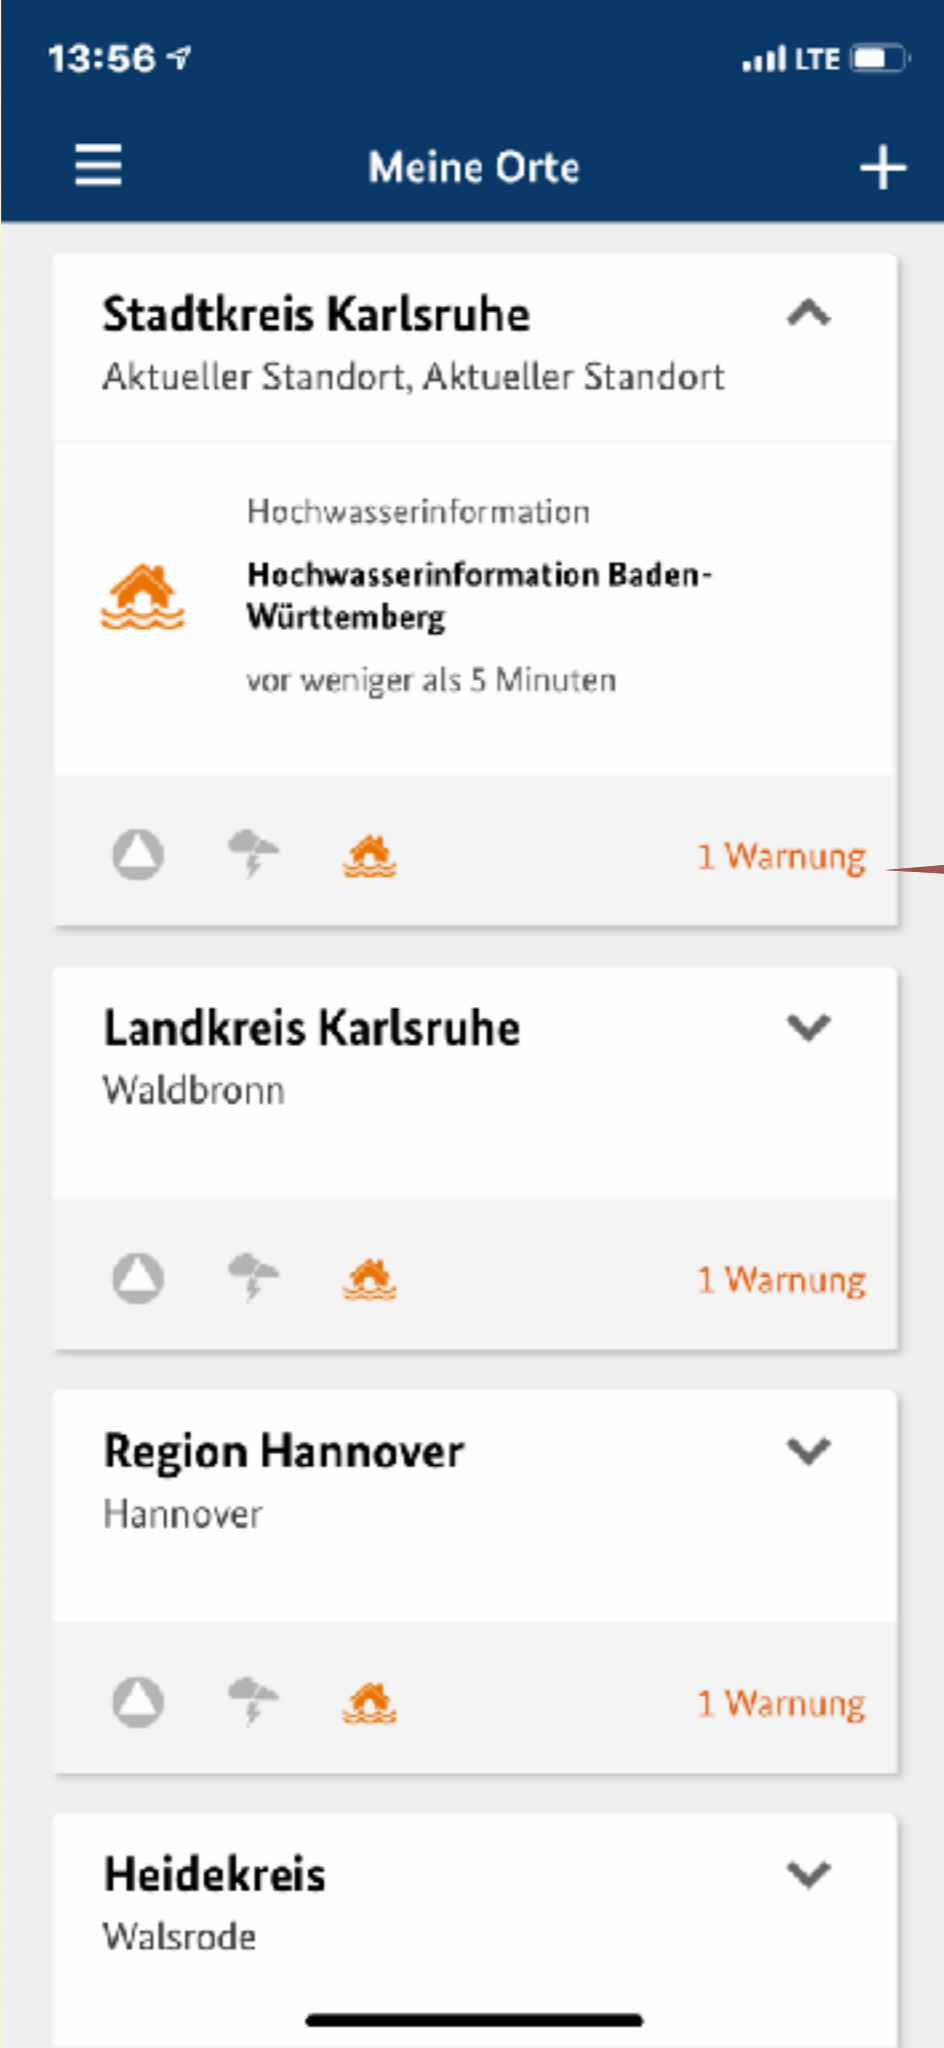 13:56
LTE
Meine Orte
Stadtkreis Karlsruhe
Aktueller Standort, Aktueller Standort
Hochwasserinformation
Hochwasserinformation Baden-
Württemberg
vor weniger als 5 Minuten
1 Warnung
Landkreis Karlsruhe
Waldbronn
1 Warnung
Region Hannover
Hannover
1 Warnung
Heidekreis
Walsrode